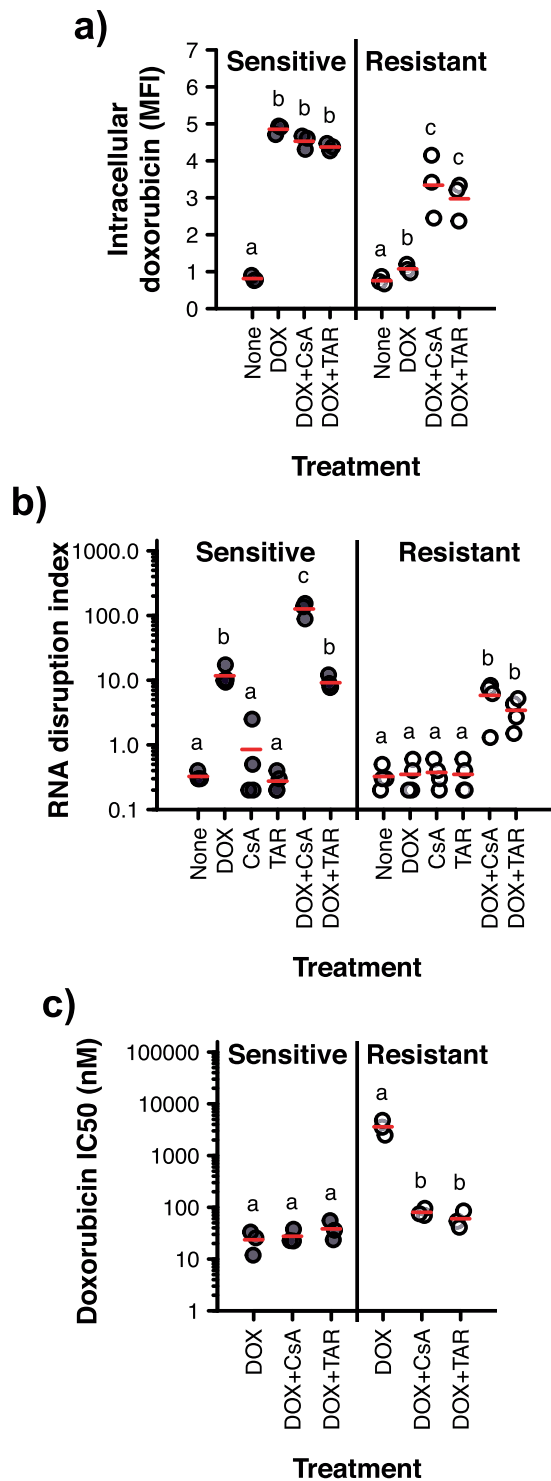 a)
Intracellular
doxorubicin (MFI)
7
6
5
4
3
2
1
0
Sensitive
Resistant
a
b
b
b
a
b
c
c
None
DOX
DOX+CsA
DOX+TAR
None
DOX
DOX+CsA
DOX+TAR
Treatment
b)
RNA disruption index
1000.0
100.0
10.0
1.0
0.1
Sensitive
Resistant
a
b
a
a
c
b
a
a
a
a
b
b
None
DOX
CsA
TAR
DOX+CsA
DOX+TAR
None
DOX
CsA
TAR
DOX+CsA
DOX+TAR
Treatment
c)
Doxorubicin IC50 (nM)
100000
10000
1000
100
10
1
Sensitive
Resistant
a
a
a
a
b
b
DOX
DOX+CsA
DOX+TAR
DOX
DOX+CsA
DOX+TAR
Treatment